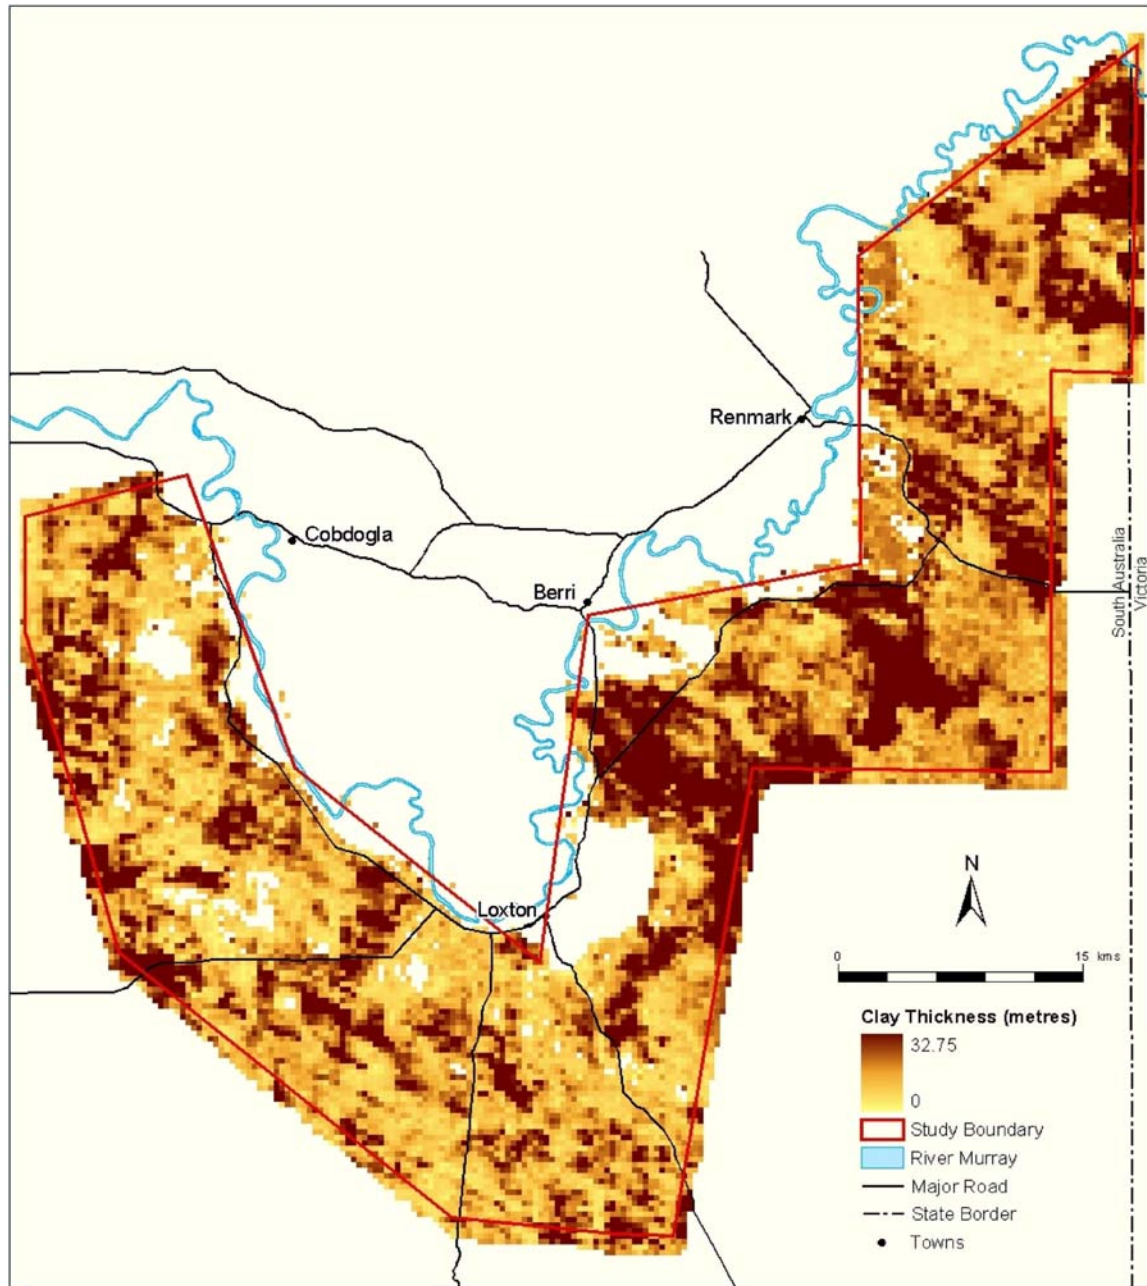 Renmark
Cobdogla
Berri
South Australia
Victoria
Loxton
N
0 15 kms
Clay Thickness (metres)
32.75
0
Study Boundary
River Murray
Major Road
State Border
Towns